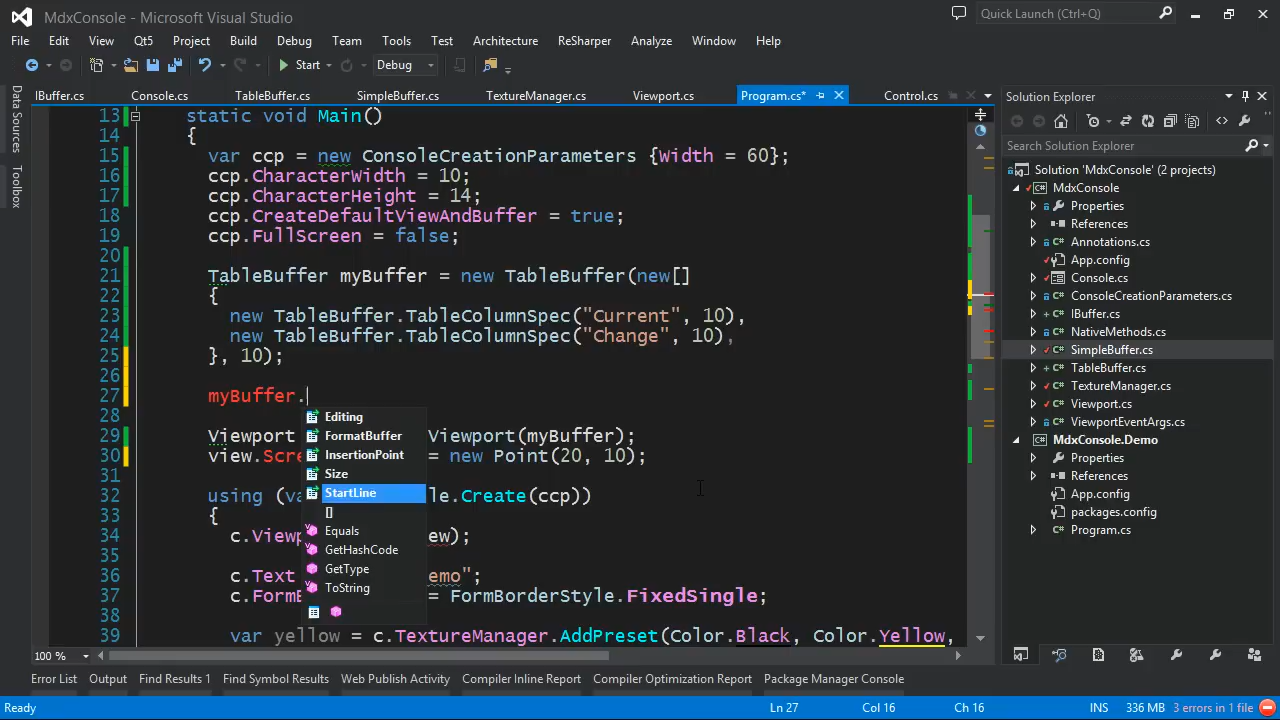 MdxConsole - Microsoft Visual Studio
Quick Launch (Ctrl+Q)
File Edit View Qt5 Project Build Debug Team Tools Test Architecture ReSharper Analyze Window Help
Start Debug
IBuffer.cs Console.cs TableBuffer.cs SimpleBuffer.cs TextureManager.cs Viewport.cs Program.cs* Control.cs
Data Sources
Toolbox
13 static void Main()
14 {
15 var ccp = new ConsoleCreationParameters {Width = 60};
16 ccp.CharacterWidth = 10;
17 ccp.CharacterHeight = 14;
18 ccp.CreateDefaultViewAndBuffer = true;
19 ccp.FullScreen = false;
20
21 TableBuffer myBuffer = new TableBuffer(new[]
22 {
23 new TableBuffer.TableColumnSpec("Current", 10),
24 new TableBuffer.TableColumnSpec("Change", 10),
25 }, 10);
26
27 myBuffer.
28
29 Viewport Viewport(myBuffer);
30 view.Scre = new Point(20, 10);
31
32 using (va le.Create(ccp))
33 {
34 c.Viewp ew);
35
36 c.Text emo";
37 c.FormB = FormBorderStyle.FixedSingle;
38
39 var yellow = c.TextureManager.AddPreset(Color.Black, Color.Yellow,
Editing
FormatBuffer
InsertionPoint
Size
StartLine
[]
Equals
GetHashCode
GetType
ToString
100 %
Solution Explorer
Search Solution Explorer
Solution 'MdxConsole' (2 projects)
MdxConsole
Properties
References
Annotations.cs
App.config
Console.cs
ConsoleCreationParameters.cs
IBuffer.cs
NativeMethods.cs
SimpleBuffer.cs
TableBuffer.cs
TextureManager.cs
Viewport.cs
ViewportEventArgs.cs
MdxConsole.Demo
Properties
References
App.config
packages.config
Program.cs
Error List Output Find Results 1 Find Symbol Results Web Publish Activity Compiler Inline Report Compiler Optimization Report Package Manager Console
Ready Ln 27 Col 16 Ch 16 INS 336 MB 3 errors in 1 file